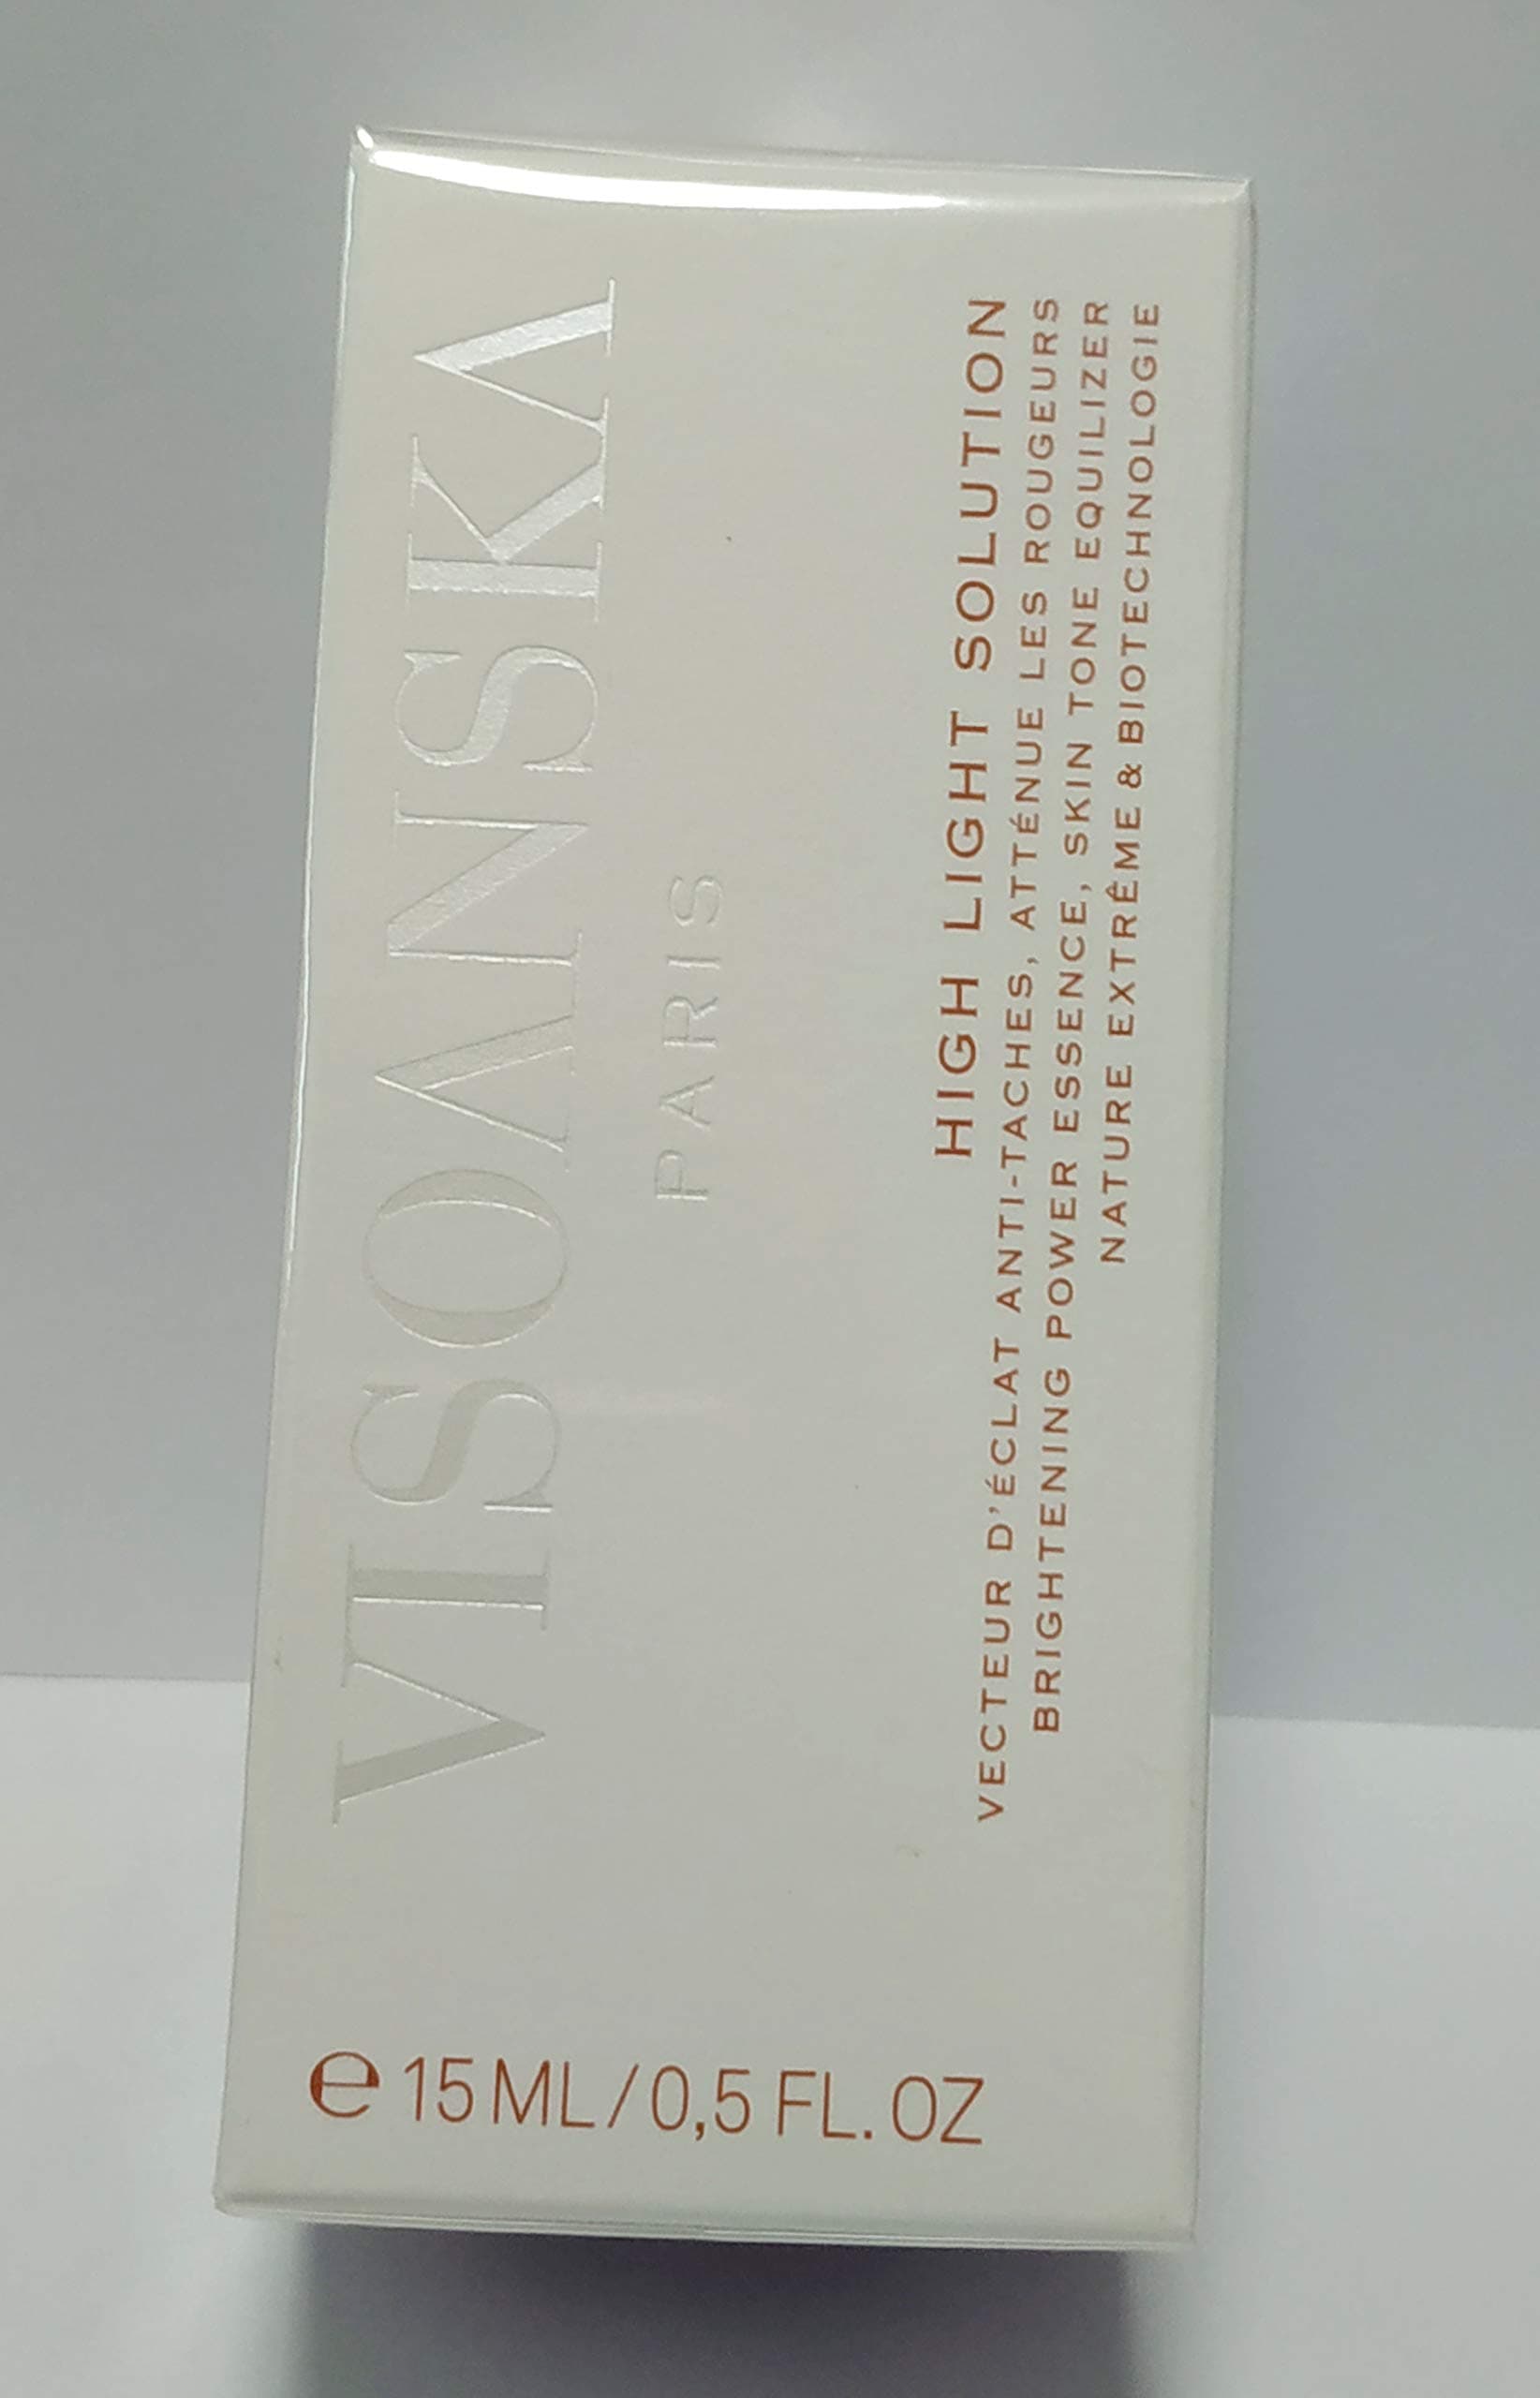 VISOANSKA
PARIS
HIGH LIGHT SOLUTION
VECTEUR D'ÉCLAT ANTI-TACHES, ATTÉNUE LES ROUGEURS
BRIGHTENING POWER ESSENCE, SKIN TONE EQUILIZER
NATURE EXTRÊME & BIOTECHNOLOGIE
e 15 ML/0,5 FL. OZ